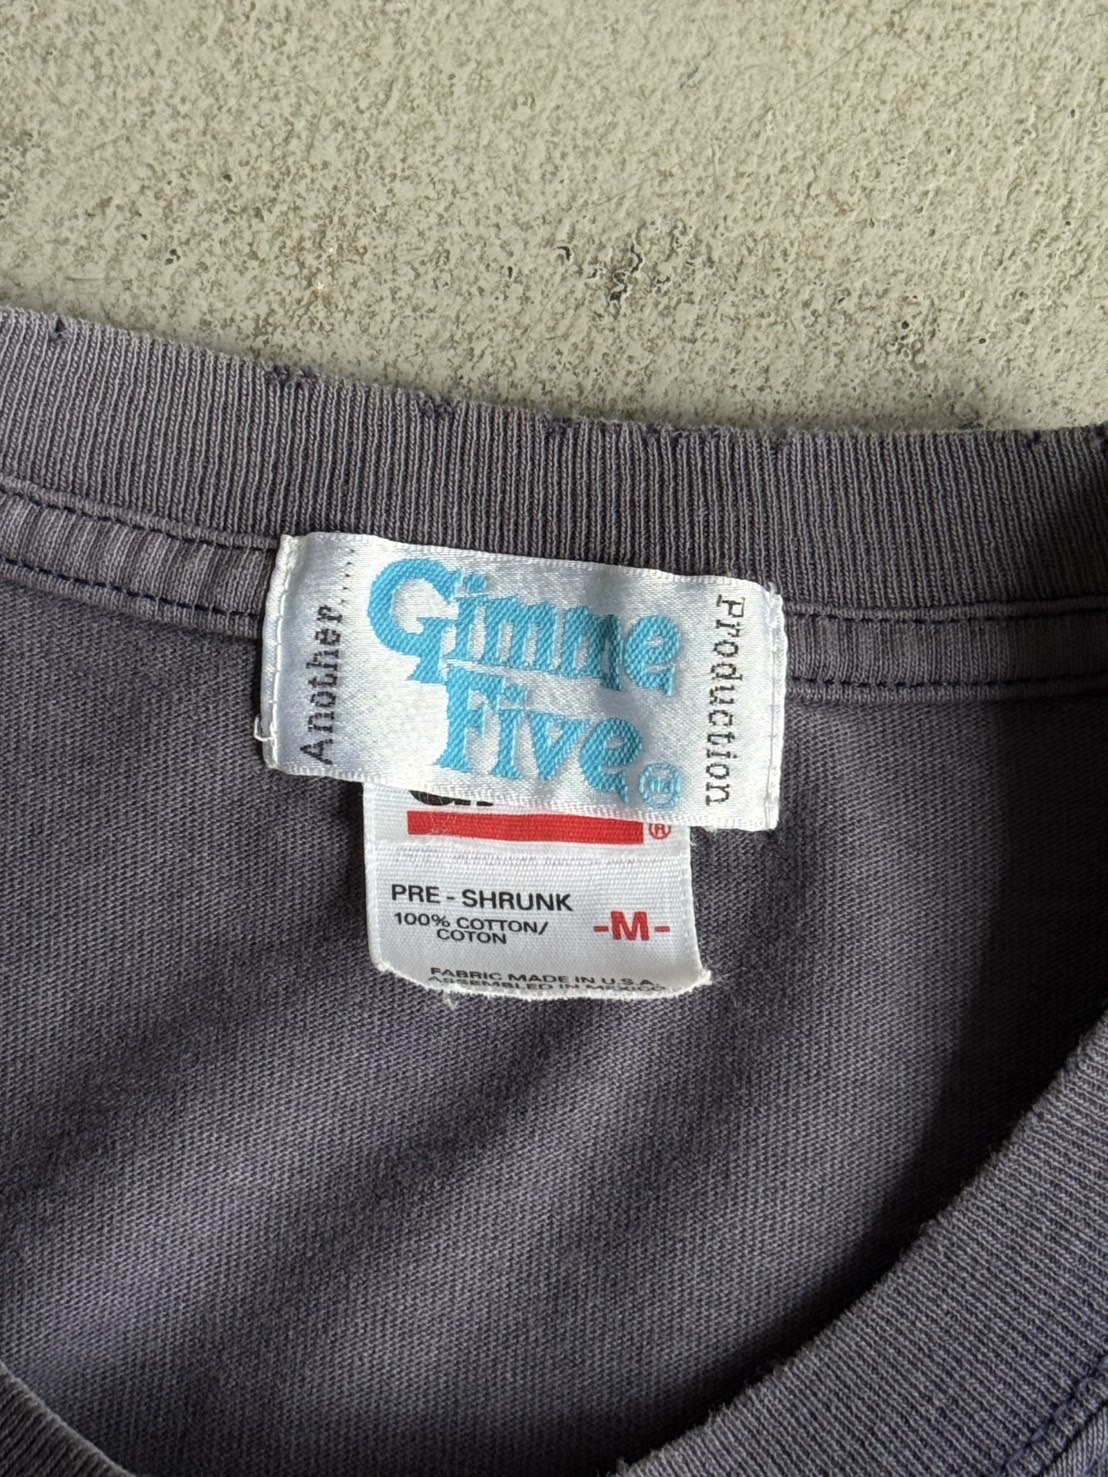 Another.....
Gimme
Five
Production
®
PRE - SHRUNK
100% COTTON/
COTON
-M-
FABRIC MADE IN U.S.A.
ASSEMBLED IN MEXICO